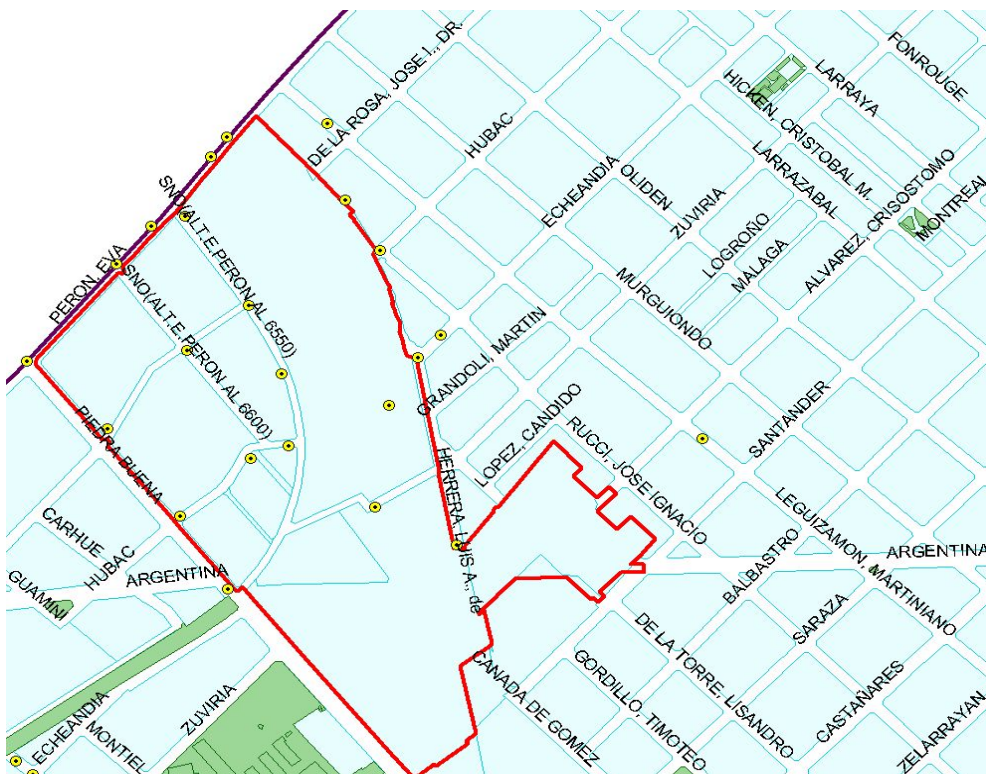 FONROUGE
LARRAYA
HICKEN, CRISTOBAL M.
DE LA ROSA, JOSE I., DR.
HUBAC
LARRAZABAL
ALVAREZ, CRISOSTOMO
MONTREAL
ECHEANDIA
OLIDEN
ZUVIRIA
LOGROÑO
MALAGA
SNO(ALT.E.PERON AL 6550)
PERON, EVA
SNO(ALT.E.PERON AL 6600)
MURGUIONDO
GRANDOLI, MARTIN
SANTANDER
LOPEZ, CANDIDO
RUCCI, JOSE IGNACIO
PIEDRA BUENA
HERRERA, LUIS A., de
LEGUIZAMON, MARTINIANO
CARHUE
HUBAC
ARGENTINA
ARGENTINA
BALBASTRO
GUAMINI
SARAZA
DE LA TORRE, LISANDRO
CANADA DE GOMEZ
GORDILLO, TIMOTEO
CASTAÑARES
ZELARRAYAN
ZUVIRIA
ECHEANDIA
MONTIEL